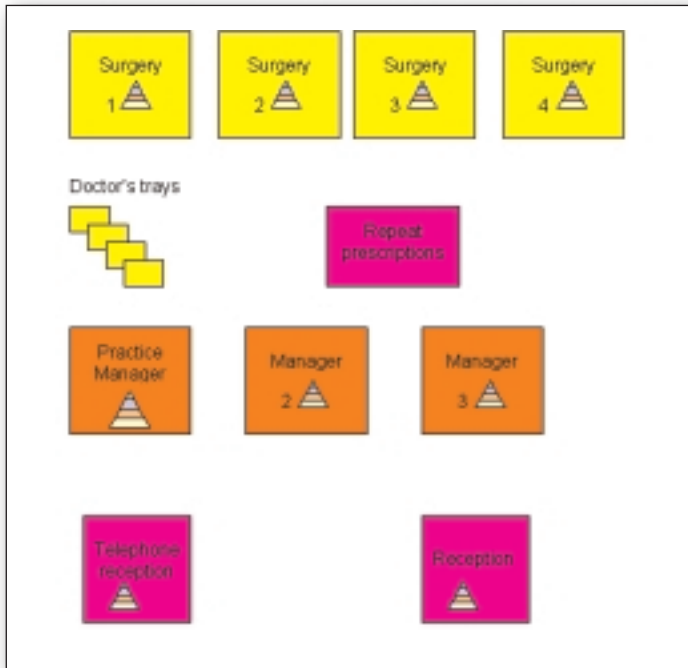 Surgery
1
Surgery
2
Surgery
3
Surgery
4
Doctor's trays
Repeat
prescriptions
Practice
Manager
Manager
2
Manager
3
Telephone
reception
Reception